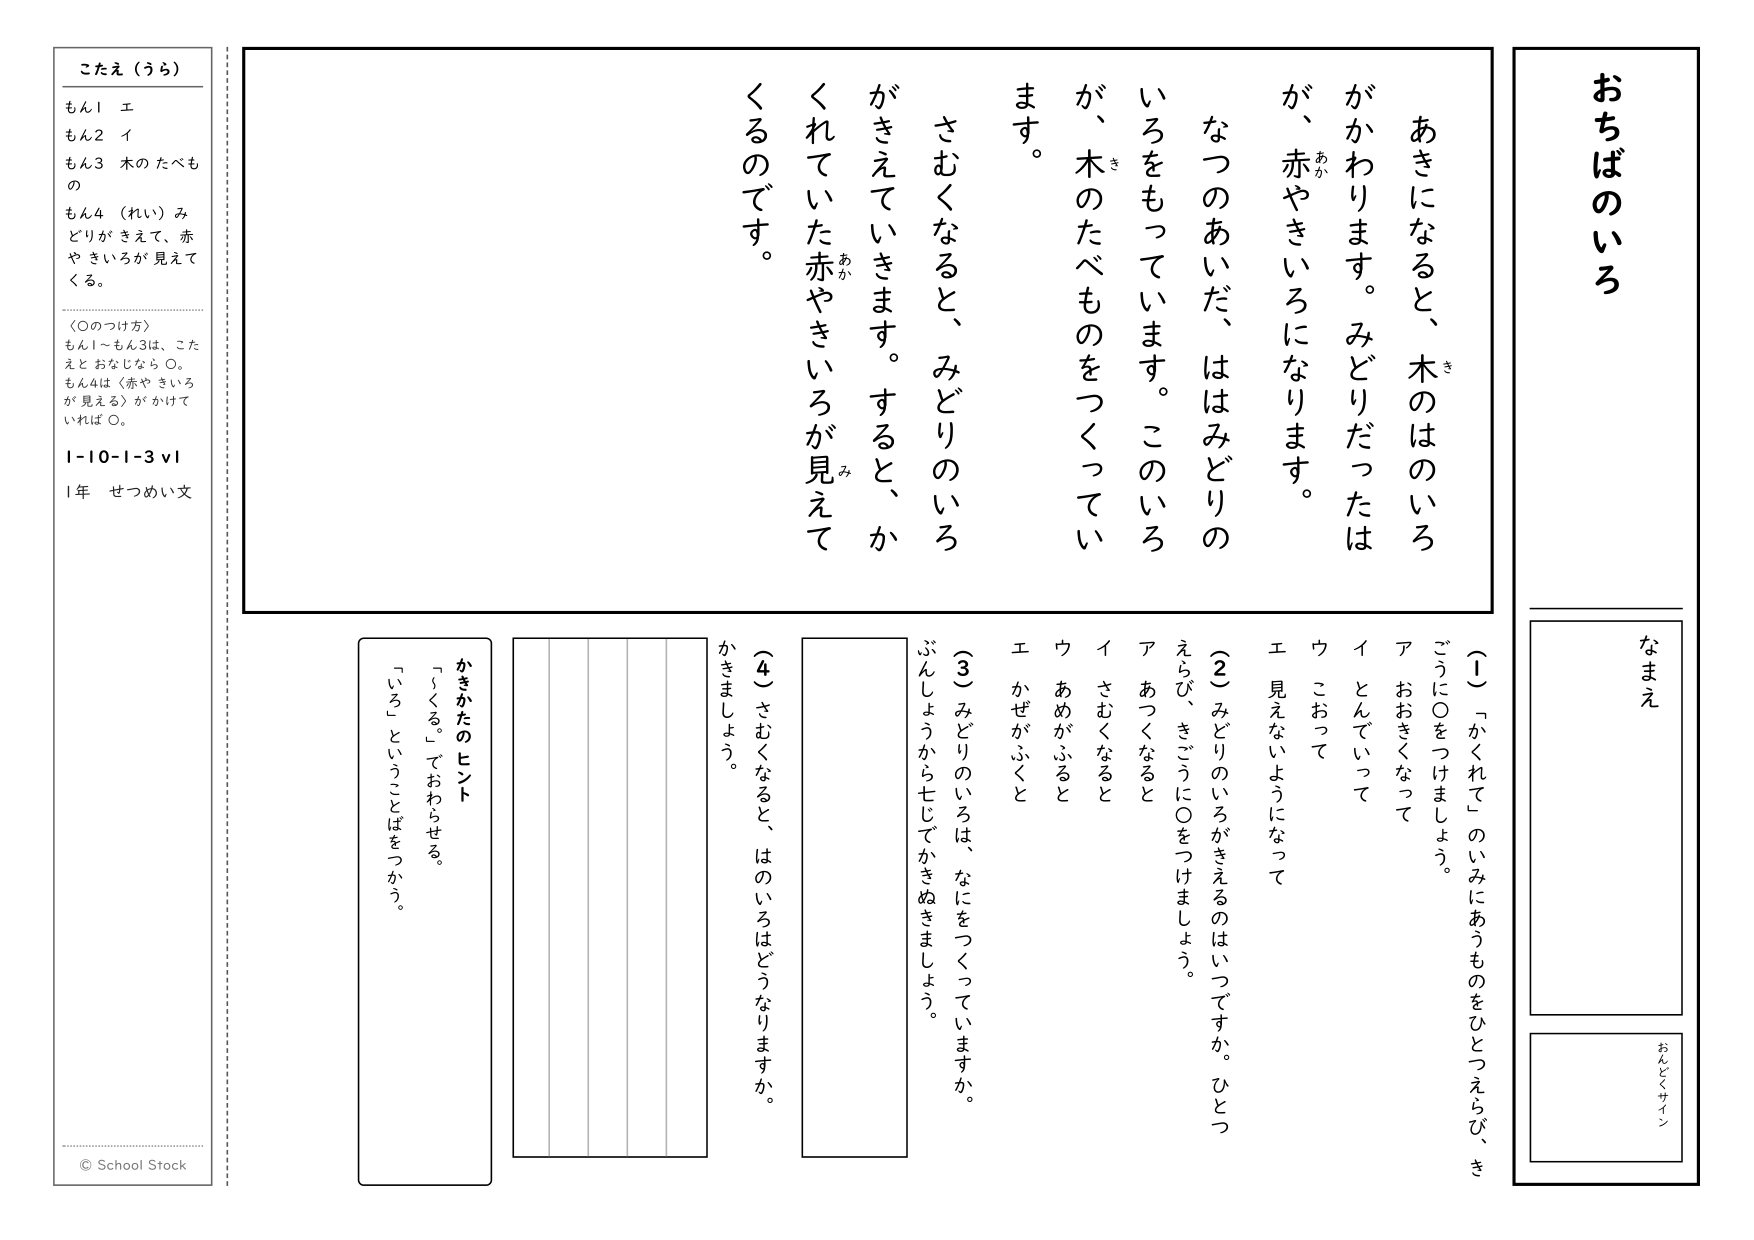 おちばのいろ
なまえ
おんどくサイン
あきになると、木のはのいろ
がかわります。みどりだったは
が、赤やきいろになります。
なつのあいだ、ははみどりの
いろをもっています。このいろ
が、木のたべものをつくってい
ます。
さむくなると、みどりのいろ
がきえていきます。すると、か
くれていた赤やきいろが見えて
くるのです。
き
あか
き
あか
み
(1)「かくれて」のいみにあうものをひとつえらび、き
ごうに○をつけましょう。
ア おおきくなって
イ とんでいって
ウ こおって
エ 見えないようになって
(2)みどりのいろがきえるのはいつですか。ひとつ
えらび、きごうに○をつけましょう。
ア あつくなると
イ さむくなると
ウ あめがふると
エ かぜがふくと
(3)みどりのいろは、なにをつくっていますか。
ぶんしょうから七じでかきぬきましょう。
(4)さむくなると、はのいろはどうなりますか。
かきましょう。
かきかたの ヒント
「〜くる。」でおわらせる。
「いろ」ということばをつかう。
こたえ（うら）
もん1 エ
もん2 イ
もん3 木の たべも
の
もん4 （れい）み
どりが きえて、赤
や きいろが 見えて
くる。
〈○のつけ方〉
もん1～もん3は、こた
えと おなじなら ○。
もん4は〈赤や きいろ
が 見える〉が かけて
いれば ○。
1-10-1-3 v1
1年 せつめい文
© School Stock